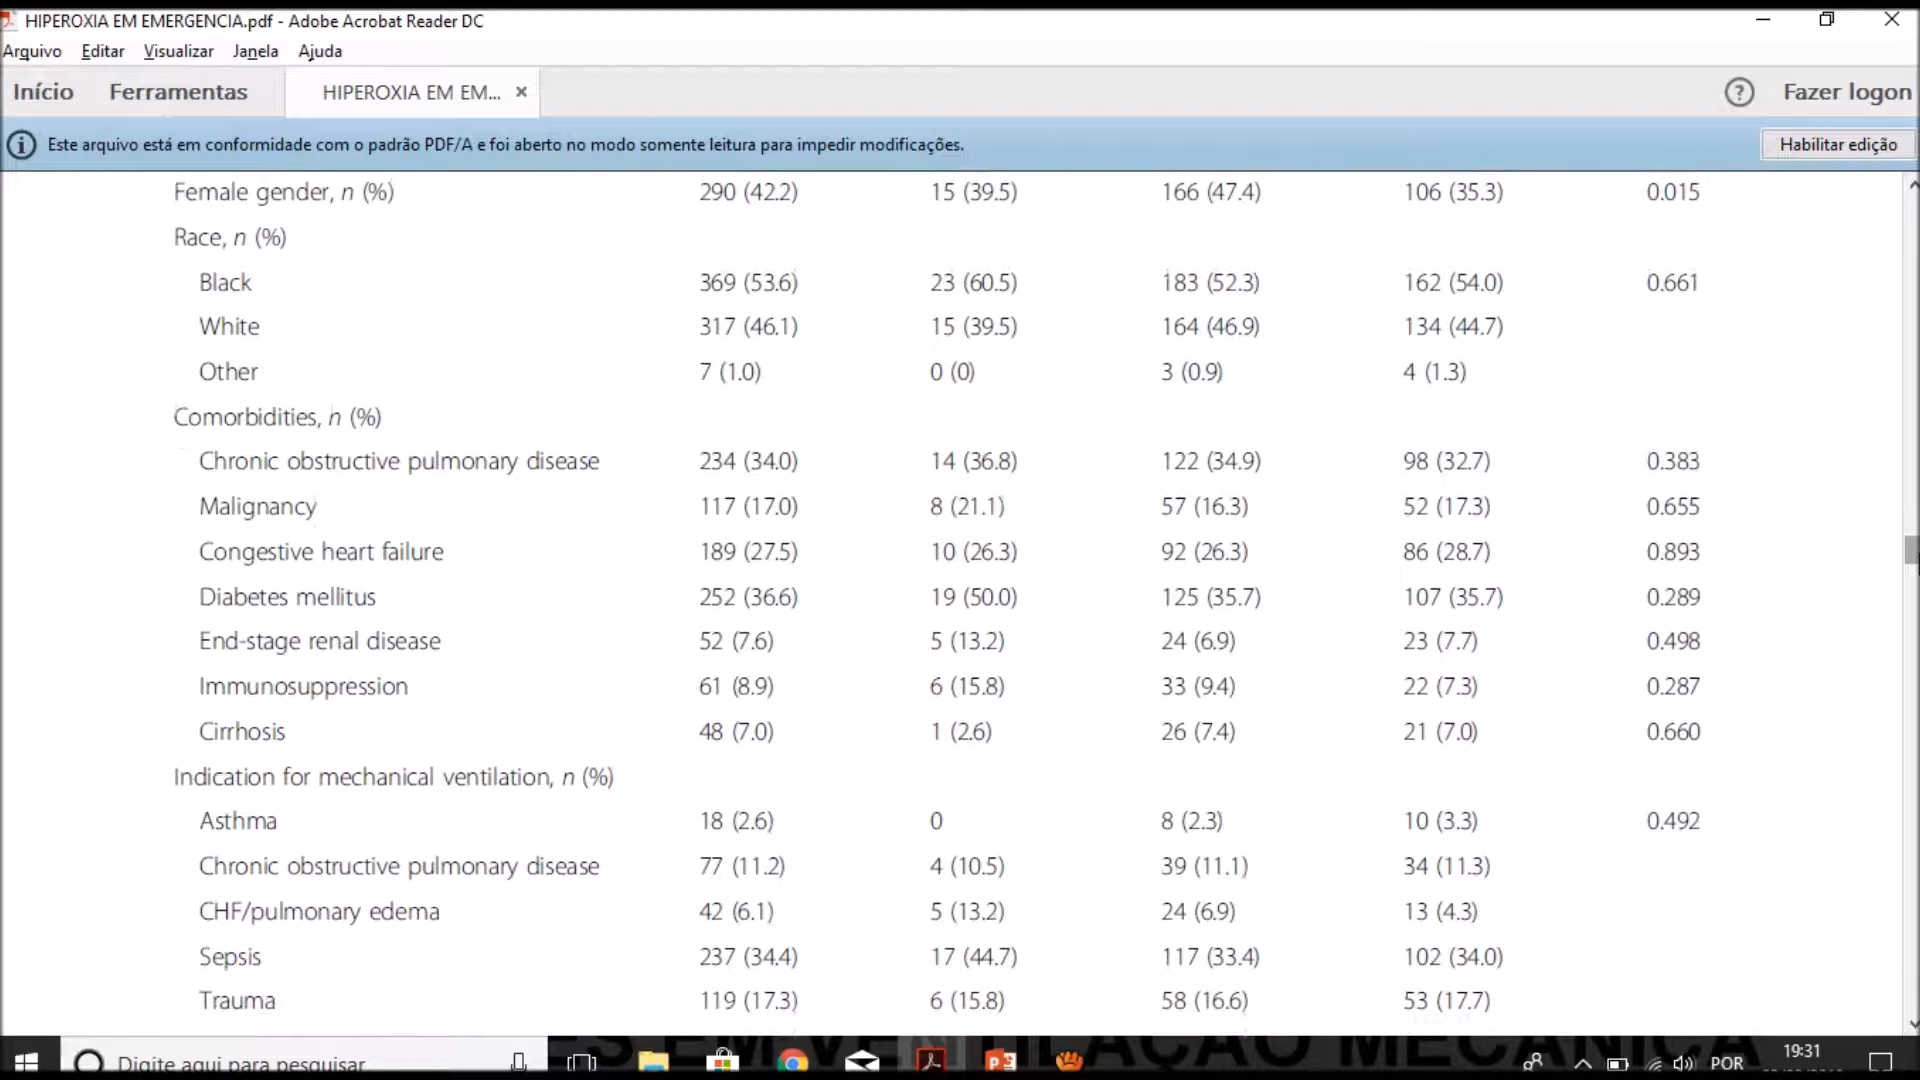 HIPEROXIA EM EMERGENCIA.pdf - Adobe Acrobat Reader DC
Arquivo Editar Visualizar Janela Ajuda
Início Ferramentas HIPEROXIA EM EM... × Fazer logon
Este arquivo está em conformidade com o padrão PDF/A e foi aberto no modo somente leitura para impedir modificações. Habilitar edição
Female gender, n (%) 290 (42.2) 15 (39.5) 166 (47.4) 106 (35.3) 0.015
Race, n (%)
Black 369 (53.6) 23 (60.5) 183 (52.3) 162 (54.0) 0.661
White 317 (46.1) 15 (39.5) 164 (46.9) 134 (44.7)
Other 7 (1.0) 0 (0) 3 (0.9) 4 (1.3)
Comorbidities, n (%)
Chronic obstructive pulmonary disease 234 (34.0) 14 (36.8) 122 (34.9) 98 (32.7) 0.383
Malignancy 117 (17.0) 8 (21.1) 57 (16.3) 52 (17.3) 0.655
Congestive heart failure 189 (27.5) 10 (26.3) 92 (26.3) 86 (28.7) 0.893
Diabetes mellitus 252 (36.6) 19 (50.0) 125 (35.7) 107 (35.7) 0.289
End-stage renal disease 52 (7.6) 5 (13.2) 24 (6.9) 23 (7.7) 0.498
Immunosuppression 61 (8.9) 6 (15.8) 33 (9.4) 22 (7.3) 0.287
Cirrhosis 48 (7.0) 1 (2.6) 26 (7.4) 21 (7.0) 0.660
Indication for mechanical ventilation, n (%)
Asthma 18 (2.6) 0 8 (2.3) 10 (3.3) 0.492
Chronic obstructive pulmonary disease 77 (11.2) 4 (10.5) 39 (11.1) 34 (11.3)
CHF/pulmonary edema 42 (6.1) 5 (13.2) 24 (6.9) 13 (4.3)
Sepsis 237 (34.4) 17 (44.7) 117 (33.4) 102 (34.0)
Trauma 119 (17.3) 6 (15.8) 58 (16.6) 53 (17.7)
Digite aqui para pesquisar POR 19:31
EM VENTILAÇÃO MECÂNICA